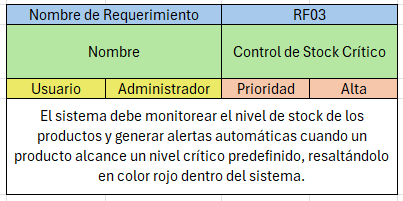 Nombre de Requerimiento RF03
Nombre Control de Stock Crítico
Usuario Administrador Prioridad Alta
El sistema debe monitorear el nivel de stock de los
productos y generar alertas automáticas cuando un
producto alcance un nivel crítico predefinido, resaltándolo
en color rojo dentro del sistema.